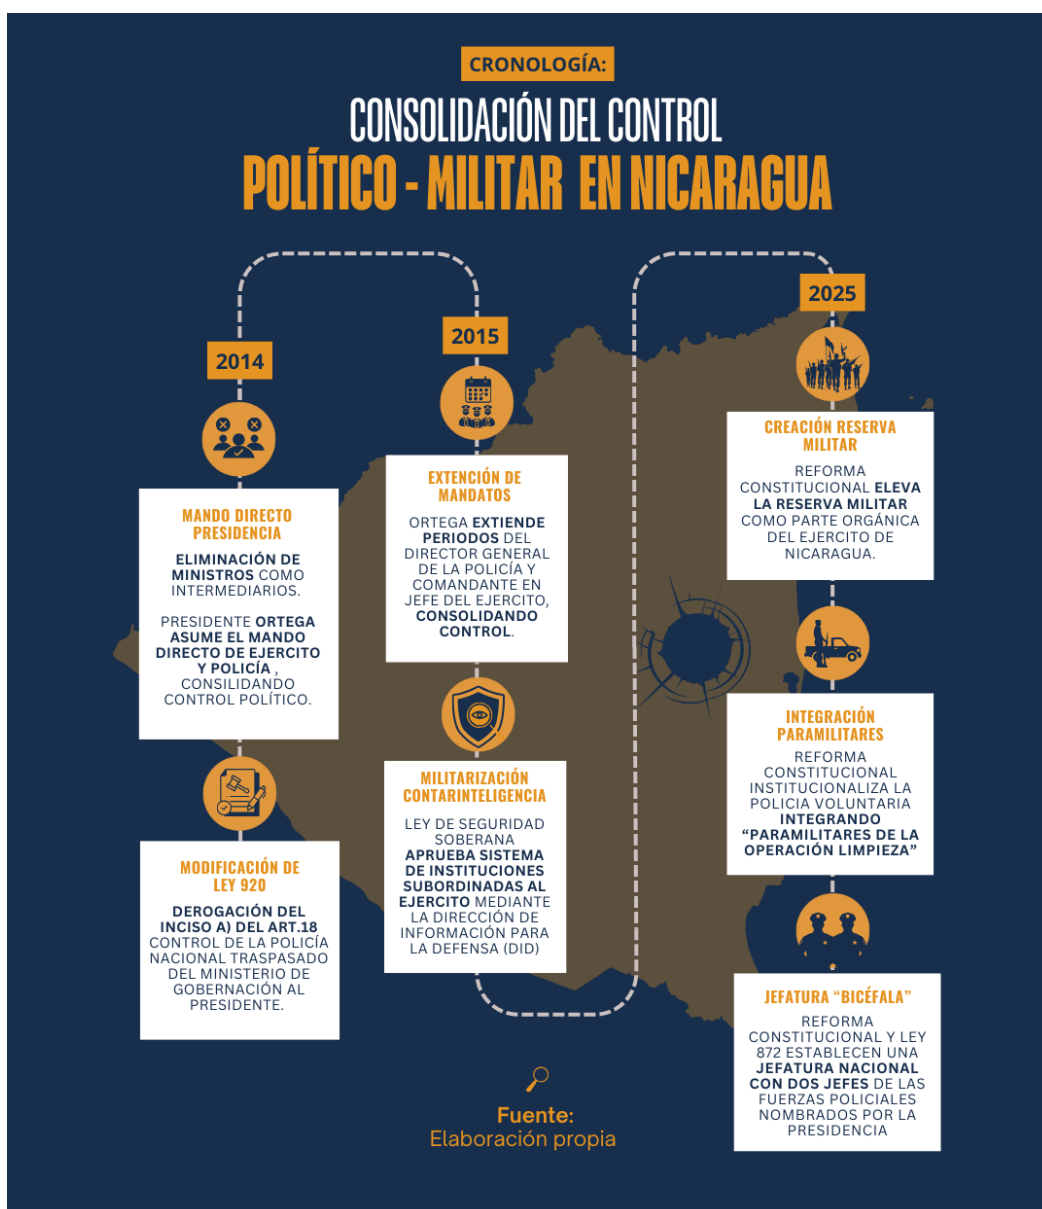 CRONOLOGÍA:
CONSOLIDACIÓN DEL CONTROL
POLÍTICO - MILITAR EN NICARAGUA
2014
MANDO DIRECTO
PRESIDENCIA
ELIMINACIÓN DE
MINISTROS COMO
INTERMEDIARIOS.
PRESIDENTE ORTEGA
ASUME EL MANDO
DIRECTO DE EJERCITO
Y POLICÍA ,
CONSILIDANDO
CONTROL POLÍTICO.
MODIFICACIÓN DE
LEY 920
DEROGACIÓN DEL
INCISO A) DEL ART.18
CONTROL DE LA POLICÍA
NACIONAL TRASPASADO
DEL MINISTERIO DE
GOBERNACIÓN AL
PRESIDENTE.
2015
EXTENCIÓN DE
MANDATOS
ORTEGA EXTIENDE
PERIODOS DEL
DIRECTOR GENERAL
DE LA POLICÍA Y
COMANDANTE EN
JEFE DEL EJERCITO,
CONSOLIDANDO
CONTROL.
MILITARIZACIÓN
CONTARINTELIGENCIA
LEY DE SEGURIDAD
SOBERANA
APRUEBA SISTEMA
DE INSTITUCIONES
SUBORDINADAS AL
EJERCITO MEDIANTE
LA DIRECCIÓN DE
INFORMACIÓN PARA
LA DEFENSA (DID)
2025
CREACIÓN RESERVA
MILITAR
REFORMA
CONSTITUCIONAL ELEVA
LA RESERVA MILITAR
COMO PARTE ORGÁNICA
DEL EJERCITO DE
NICARAGUA.
INTEGRACIÓN
PARAMILITARES
REFORMA
CONSTITUCIONAL
INSTITUCIONALIZA LA
POLICIA VOLUNTARIA
INTEGRANDO
“PARAMILITARES DE LA
OPERACIÓN LIMPIEZA”
JEFATURA “BICÉFALA”
REFORMA
CONSTITUCIONAL Y LEY
872 ESTABLECEN UNA
JEFATURA NACIONAL
CON DOS JEFES DE LAS
FUERZAS POLICIALES
NOMBRADOS POR LA
PRESIDENCIA
Fuente:
Elaboración propia